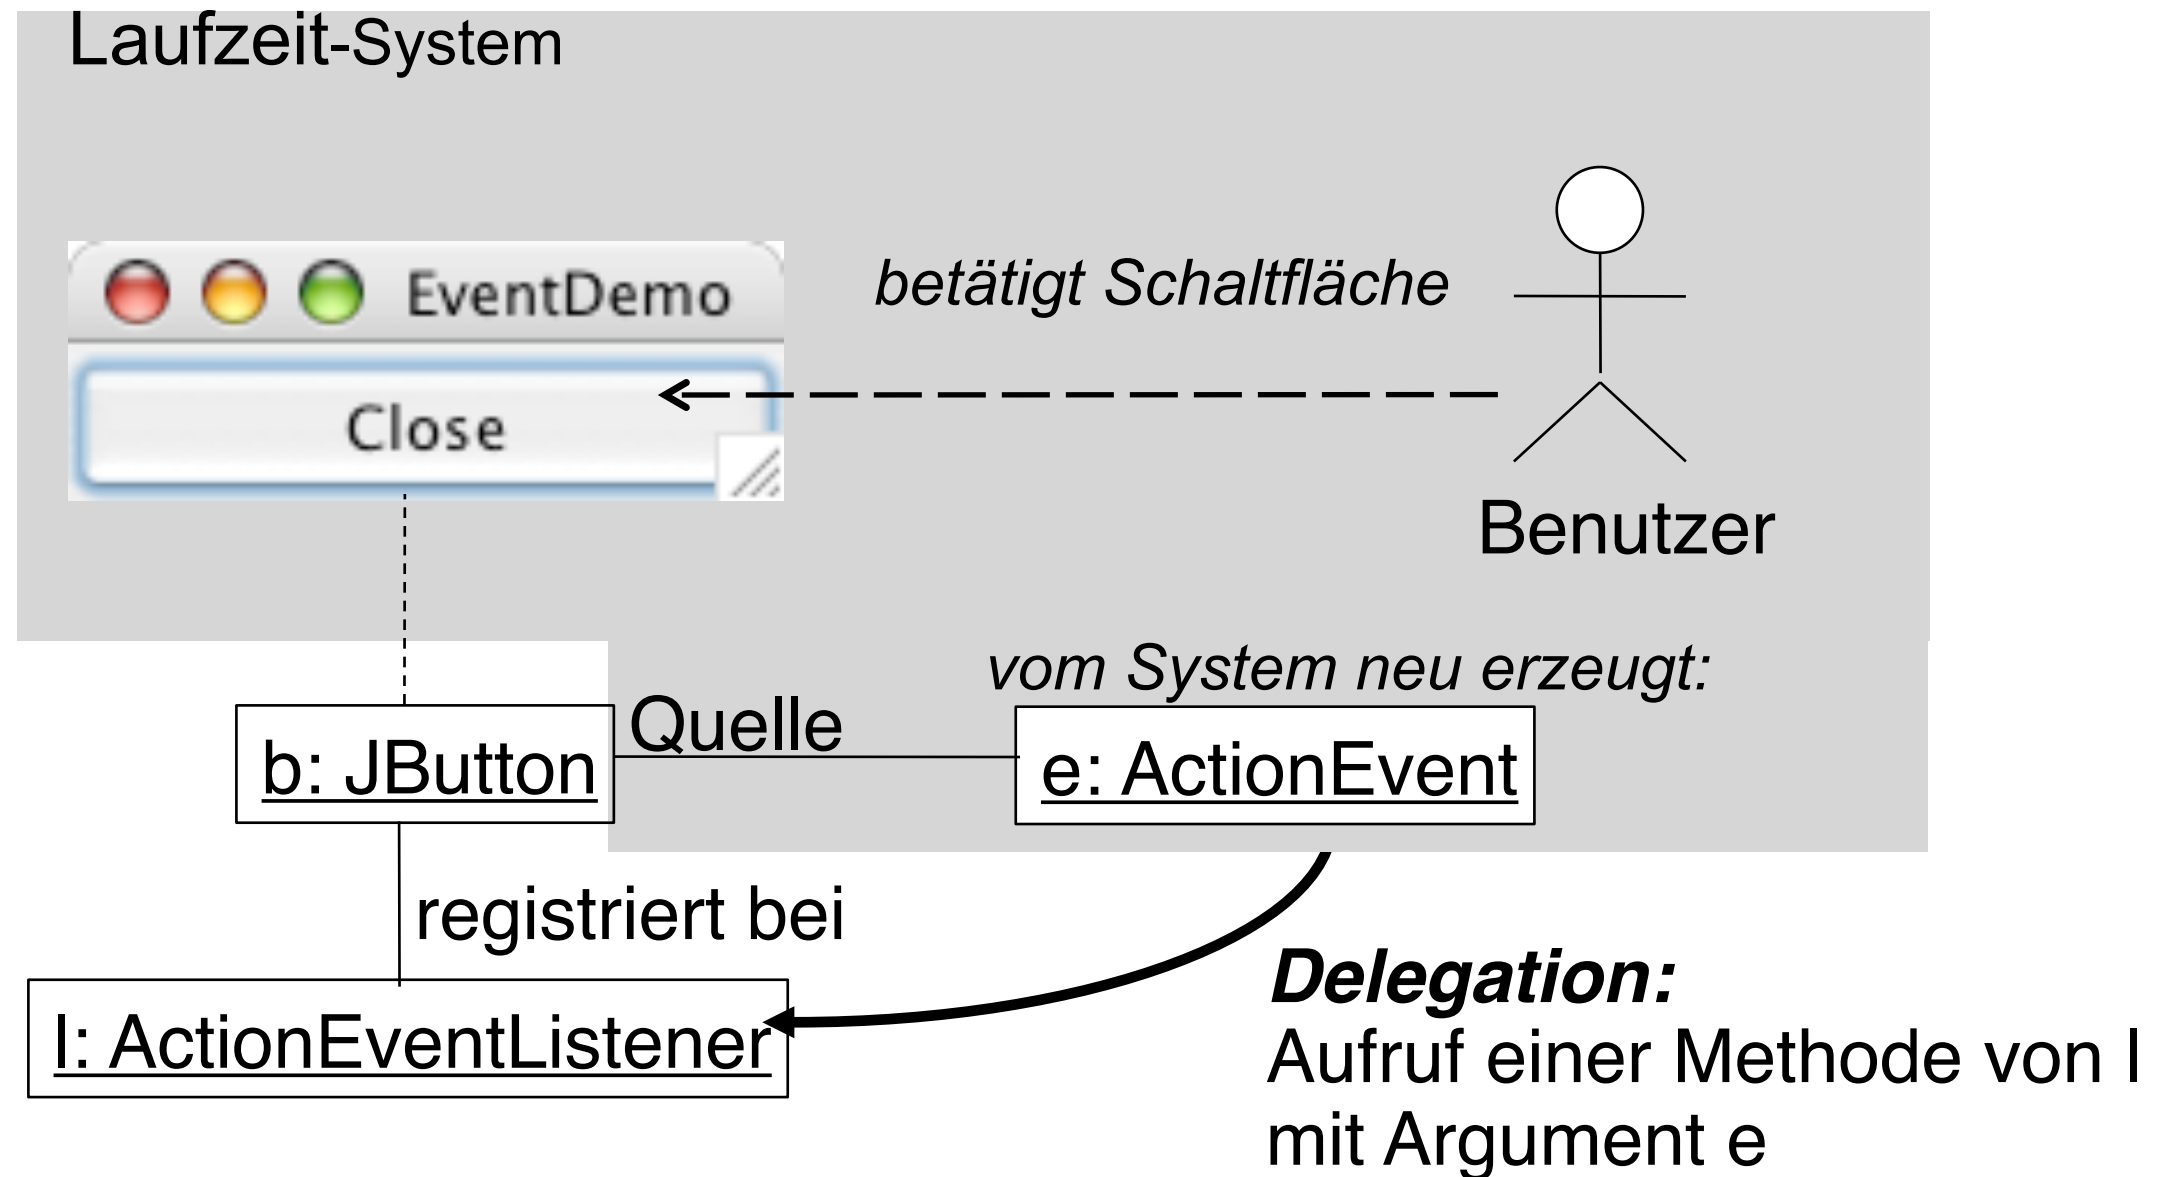 Laufzeit-System
EventDemo
betätigt Schaltfläche
Close
Benutzer
vom System neu erzeugt:
Quelle
b: JButton
e: ActionEvent
registriert bei
l: ActionEventListener
Delegation:
Aufruf einer Methode von l
mit Argument e